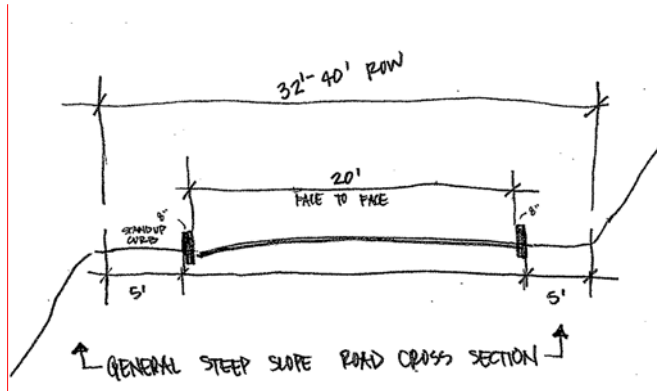 32'-40' ROW
20'
FACE TO FACE
8"
8"
STANDUP
CURB
5'
5'
GENERAL STEEP SLOPE ROAD CROSS SECTION